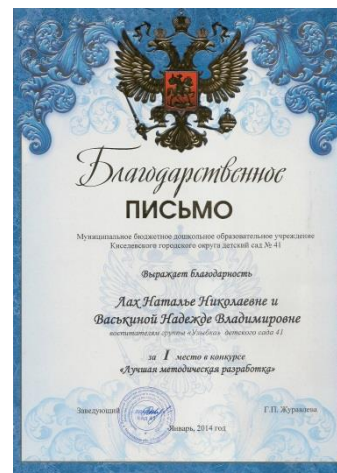 Благодарственное
ПИСЬМО
Муниципальное бюджетное дошкольное образовательное учреждение
Киселевского городского округа детский сад № 41
Выражает благодарность
Лах Наталье Николаевне и
Васькиной Надежде Владимировне
воспитателям группы «Улыбка» детского сада 41
за I место в конкурсе
«Лучшая методическая разработка»
Заведующий
Г.П. Журавлева
Январь, 2014 год